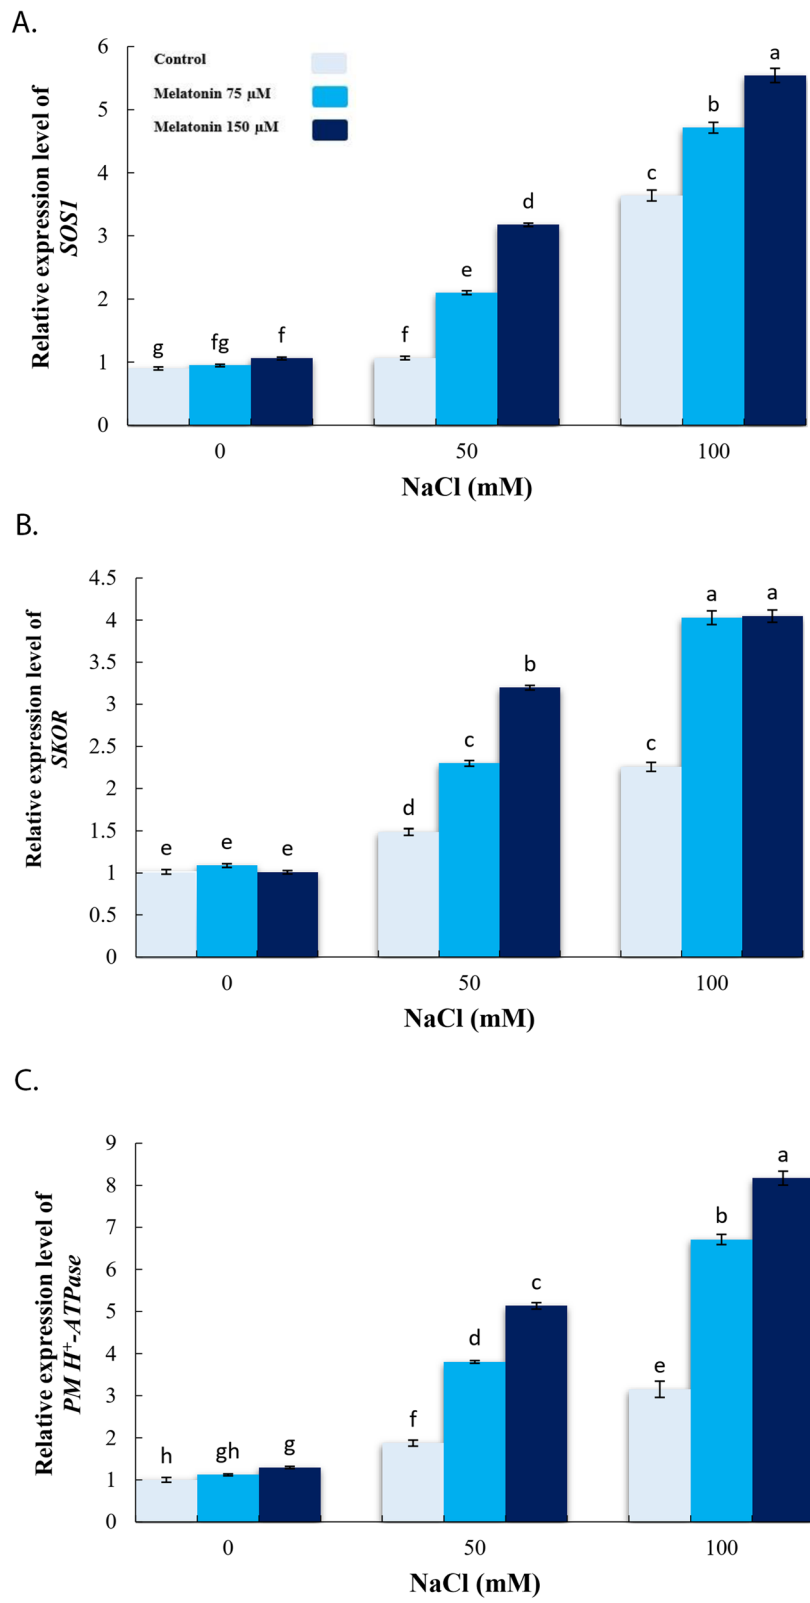 A.
Relative expression level of
SOS1
6
5
4
3
2
1
0
Control
Melatonin 75 µM
Melatonin 150 µM
g
fg
f
f
e
d
c
b
a
0
50
100
NaCl (mM)
B.
Relative expression level of
SKOR
4.5
4
3.5
3
2.5
2
1.5
1
0.5
0
e
e
e
d
c
b
c
a
a
0
50
100
NaCl (mM)
C.
Relative expression level of
PM H⁺-ATPase
9
8
7
6
5
4
3
2
1
0
h
gh
g
f
d
c
e
b
a
0
50
100
NaCl (mM)